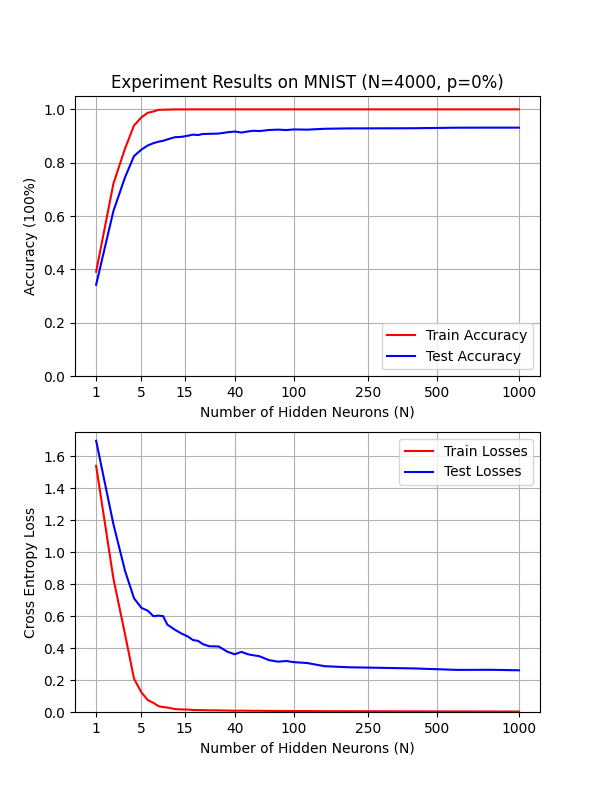 Experiment Results on MNIST (N=4000, p=0%)
1.0
0.8
0.6
0.4
0.2
0.0
Accuracy (100%)
Train Accuracy
Test Accuracy
1 5 15 40 100 250 500 1000
Number of Hidden Neurons (N)
Train Losses
Test Losses
1.6
1.4
1.2
1.0
0.8
0.6
0.4
0.2
0.0
Cross Entropy Loss
1 5 15 40 100 250 500 1000
Number of Hidden Neurons (N)